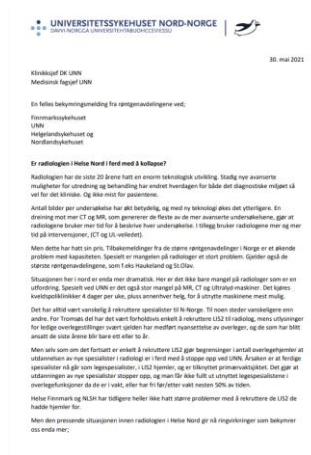 UNIVERSITETSSYKEHUSET NORD-NORGE
DAVVI-NORGGA UNIVERSITEHTABUOHCCEVIESSU
30. mai 2021
Klinikksjef DK UNN
Medisinsk fagsjef UNN
En felles bekymringsmelding fra røntgenavdelingene ved;
Finnmarkssykehuset
UNN
Helgelandsykehuset og
Nordlandsykehuset
Er radiologien i Helse Nord i ferd med å kollapse?
Radiologien har de siste 20 årene hatt en enorm teknologisk utvikling. Stadig nye avanserte
muligheter for utredning og behandling har endret hverdagen for både det diagnostiske miljøet så
vel for det kliniske. Og ikke mist for pasientene.
Antall bilder per undersøkelse har økt betydelig, og med ny teknologi økes det ytterligere. En
dreining mot mer CT og MR, som genererer de fleste av de mer avanserte undersøkelsene, gjør at
radiologene bruker mer tid for å beskrive hver undersøkelse. I tillegg bruker radiologene mer og mer
tid på intervensjoner, (CT og UL-veiledet).
Men dette har hatt sin pris. Tilbakemeldinger fra de større røntgenavdelinger i Norge er et økende
problem med kapasiteten. Spesielt er mangelen på radiologer et stort problem. Gjelder også de
største røntgenavdelingene, som f.eks Haukeland og St.Olav.
Situasjonen her i nord er enda mer dramatisk. Her er det ikke bare mangel på radiologer som er en
utfordring. Spesielt ved UNN er det også stor mangel på MR, CT og Ultralyd-maskiner. Det kjøres
kveldspoliklinikker 4 dager per uke, pluss annenhver helg, for å utnytte maskinene mest mulig.
Det har alltid vært vanskelig å rekruttere spesialister til N-Norge. Til noen steder vanskeligere enn
andre. For Tromsøs del har det vært forholdsvis enkelt å rekruttere LIS2 til radiolog, mens utlysninger
for ledige overlegestillinger svært sjelden har medført nyansettelse av overleger, og de som har blitt
ansatt de siste årene blir bare ett eller to år.
Men selv som om det fortsatt er enkelt å rekruttere LIS2 gjør begrensinger i antall overlegehjemler at
utdannelsen av nye spesialister i radiologi er i ferd med å stoppe opp ved UNN. Årsaken er at ferdige
spesialister nå går som legespesialister, i LIS2 hjemler, og er tilknyttet primærvaktsjiktet. Det gjør at
utdanningen av nye spesialister stopper opp, og man får ikke fullt ut utnyttet legespesialistene i
overlegefunksjoner da de er i vakt, eller har fri før/etter vakt nesten 50% av tiden.
Helse Finnmark og NLSH har tidligere heller ikke hatt større problemer med å rekruttere de LIS2 de
hadde hjemler for.
Men den pressende situasjonen innen radiologien i Helse Nord gir nå ringvirkninger som bekymrer
oss enda mer;